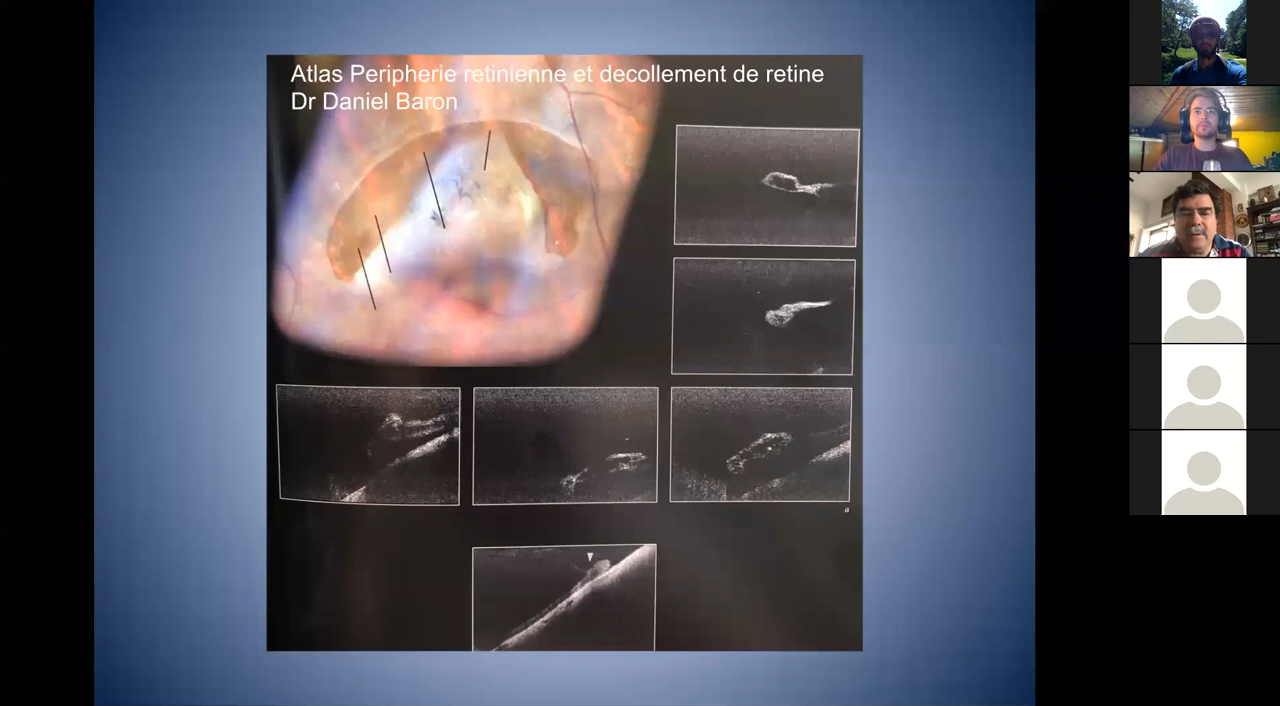 Atlas Peripherie retinienne et decollement de retine
Dr Daniel Baron
a